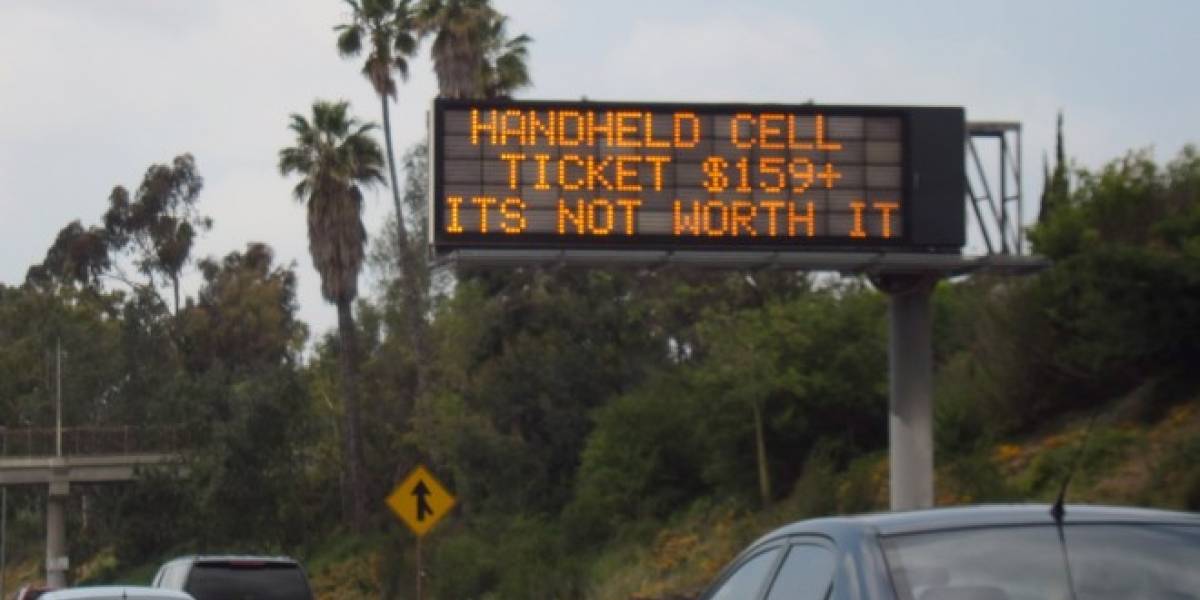 HANDHELD CELL
TICKET $159+
ITS NOT WORTH IT